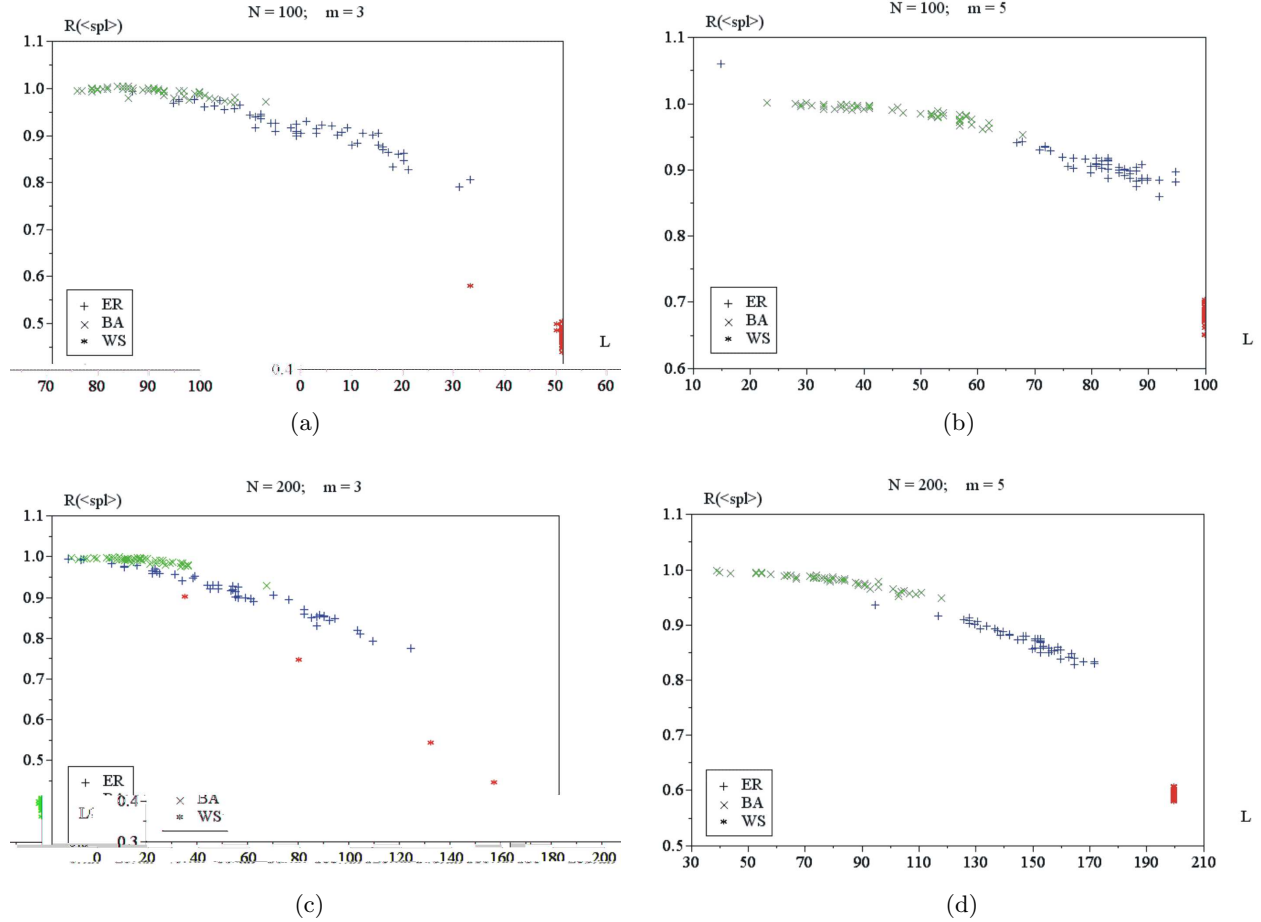 N = 100; m = 3
R(<spl>)
1.1
1.0
0.9
0.8
0.7
0.6
0.5
ER
BA
WS
L
70 80 90 100 0 10 20 30 40 50 60
(a)
N = 100; m = 5
R(<spl>)
1.1
1.0
0.9
0.8
0.7
0.6
ER
BA
WS
L
10 20 30 40 50 60 70 80 90 100
(b)
N = 200; m = 3
R(<spl>)
1.1
1.0
0.9
0.8
0.7
0.6
0.5
ER
0.4
BA
WS
0.3
0 20 40 60 80 100 120 140 160 180 200
(c)
N = 200; m = 5
R(<spl>)
1.1
1.0
0.9
0.8
0.7
0.6
0.5
ER
BA
WS
L
30 50 70 90 110 130 150 170 190 210
(d)